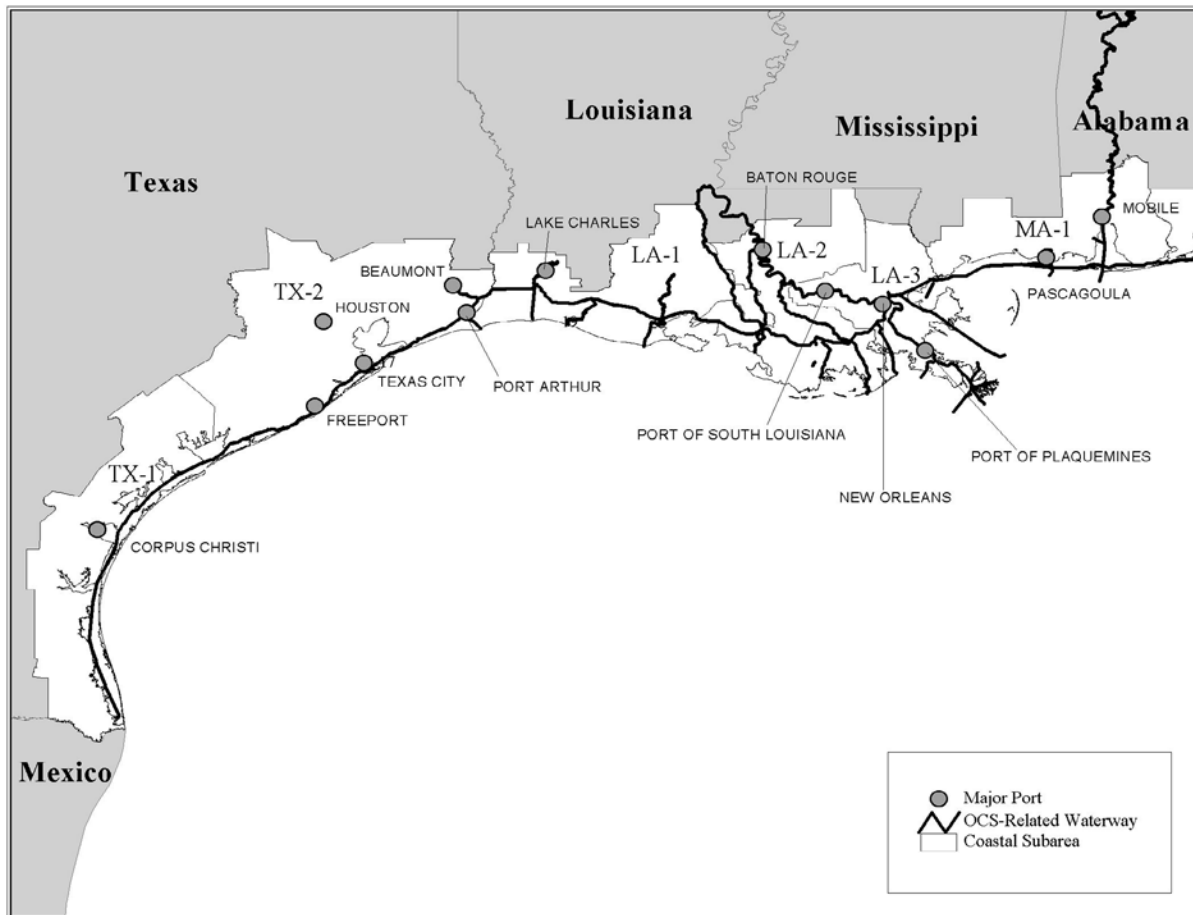 Louisiana
Mississippi
Alabama
Texas
BATON ROUGE
MOBILE
LAKE CHARLES
MA-1
LA-1
LA-2
BEAUMONT
TX-2
LA-3
PASCAGOULA
HOUSTON
TEXAS CITY
PORT ARTHUR
FREEPORT
PORT OF SOUTH LOUISIANA
PORT OF PLAQUEMINES
TX-1
NEW ORLEANS
CORPUS CHRISTI
Mexico
Major Port
OCS-Related Waterway
Coastal Subarea